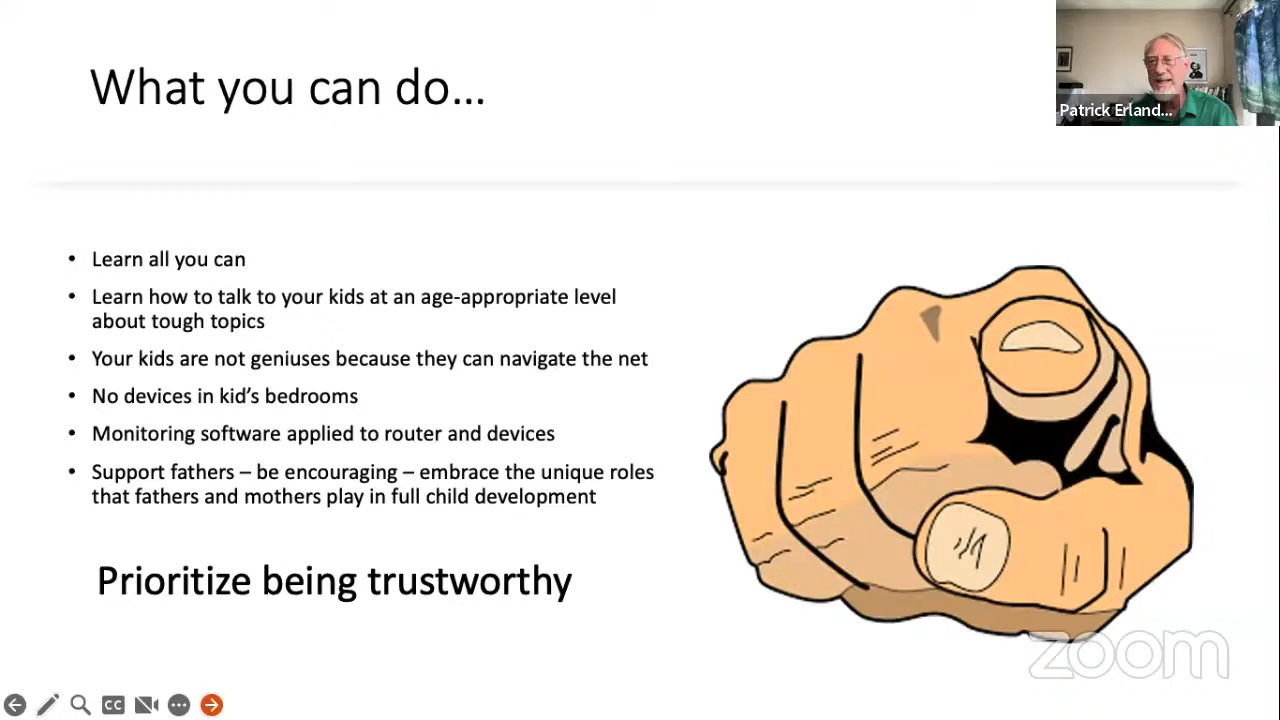 What you can do…
Patrick Erland...
• Learn all you can
• Learn how to talk to your kids at an age-appropriate level
about tough topics
• Your kids are not geniuses because they can navigate the net
• No devices in kid’s bedrooms
• Monitoring software applied to router and devices
• Support fathers – be encouraging – embrace the unique roles
that fathers and mothers play in full child development
Prioritize being trustworthy
zoom
CC